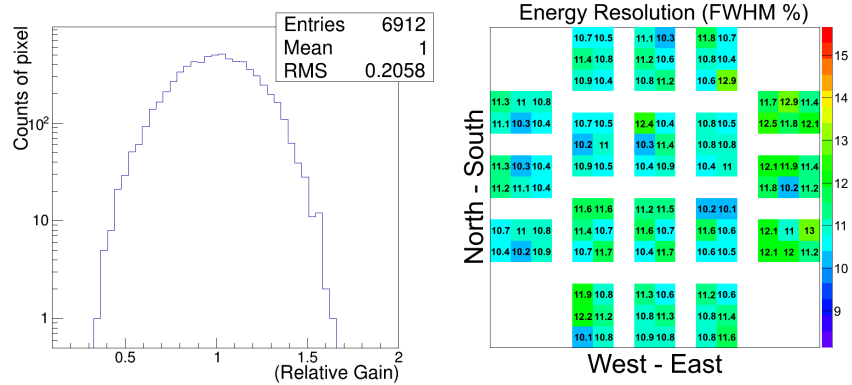 Entries 6912
Mean 1
RMS 0.2058
Counts of pixel
10²
10
1
0.5 1 1.5 2
(Relative Gain)
Energy Resolution (FWHM %)
10.7 10.5 11.1 10.3 11.8 10.7
11.4 10.8 11.2 10.6 10.8 10.4
10.9 10.4 10.8 11.2 10.6 12.9
11.3 11 10.8 11.7 12.9 11.4
11.1 10.3 10.4 10.7 10.5 12.4 10.4 10.8 10.5 12.5 11.8 12.1
10.2 11 10.3 11.4 10.8 10.8
11.3 10.3 10.4 10.9 10.5 10.4 10.9 10.4 11 12.1 11.9 11.4
11.2 11.1 10.4 11.8 10.2 11.2
11.6 11.6 11.2 11.5 10.2 10.1
10.7 11 10.8 11.4 10.7 11.6 10.7 11.6 10.6 12.1 11 13
10.4 10.2 10.9 10.7 11.7 10.4 11.7 10.6 10.5 12.1 12 11.2
11.9 10.8 11.3 10.6 11.2 10.6
12.2 11.2 10.8 11.3 10.8 11.4
10.1 10.8 10.9 10.8 10.8 11.6
North - South
West - East
15
14
13
12
11
10
9